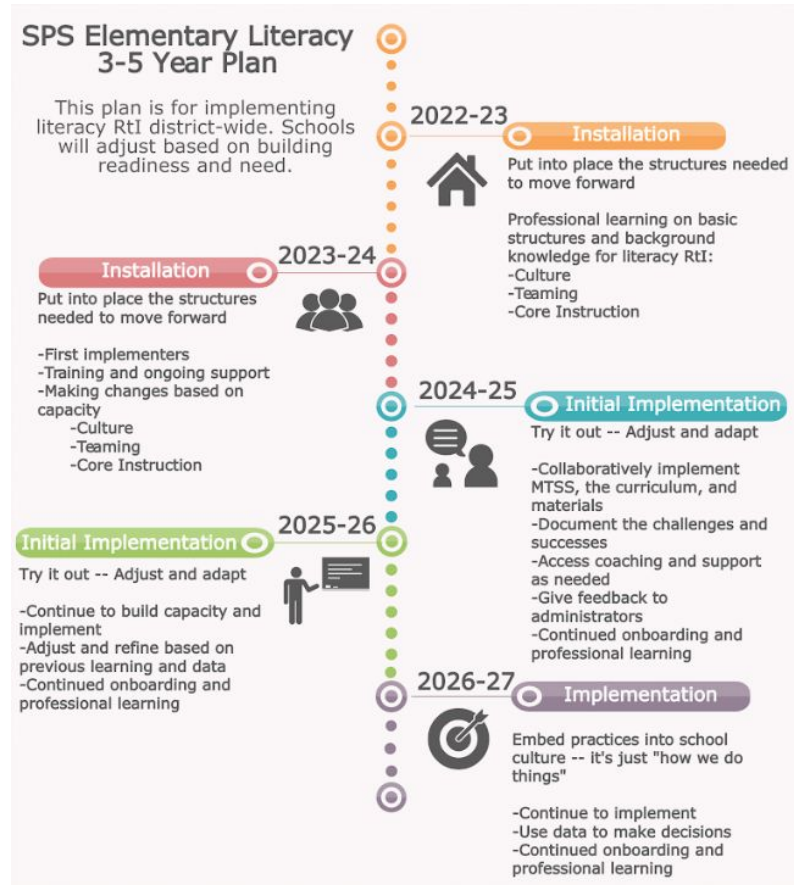 SPS Elementary Literacy
3-5 Year Plan
This plan is for implementing
literacy RtI district-wide. Schools
will adjust based on building
readiness and need.
2022-23
Installation
Put into place the structures needed
to move forward
Professional learning on basic
structures and background
knowledge for literacy RtI:
-Culture
-Teaming
-Core Instruction
2023-24
Installation
Put into place the structures
needed to move forward
-First implementers
-Training and ongoing support
-Making changes based on
capacity
-Culture
-Teaming
-Core Instruction
2024-25
Initial Implementation
Try it out -- Adjust and adapt
-Collaboratively implement
MTSS, the curriculum, and
materials
-Document the challenges and
successes
-Access coaching and support
as needed
-Give feedback to
administrators
-Continued onboarding and
professional learning
2025-26
Initial Implementation
Try it out -- Adjust and adapt
-Continue to build capacity and
implement
-Adjust and refine based on
previous learning and data
-Continued onboarding and
professional learning
2026-27
Implementation
Embed practices into school
culture -- it's just "how we do
things"
-Continue to implement
-Use data to make decisions
-Continued onboarding and
professional learning